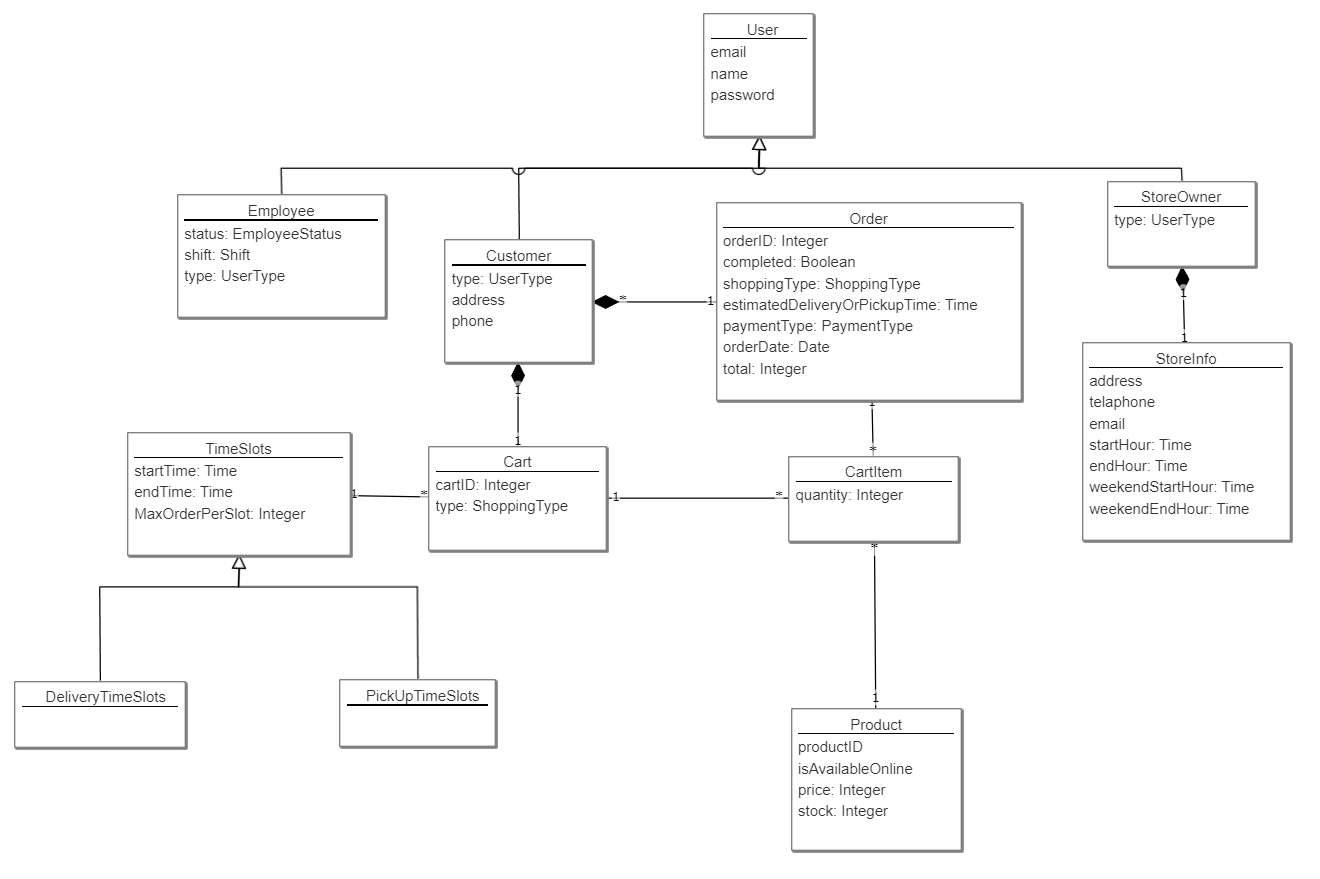 User
email
name
password
Employee
status: EmployeeStatus
shift: Shift
type: UserType
Customer
type: UserType
address
phone
*
1
Order
orderID: Integer
completed: Boolean
shoppingType: ShoppingType
estimatedDeliveryOrPickupTime: Time
paymentType: PaymentType
orderDate: Date
total: Integer
StoreOwner
type: UserType
1
1
StoreInfo
address
telaphone
email
startHour: Time
endHour: Time
weekendStartHour: Time
weekendEndHour: Time
1
1
TimeSlots
startTime: Time
endTime: Time
MaxOrderPerSlot: Integer
1
*
Cart
cartID: Integer
type: ShoppingType
1
*
1
*
CartItem
quantity: Integer
*
1
DeliveryTimeSlots
PickUpTimeSlots
Product
productID
isAvailableOnline
price: Integer
stock: Integer